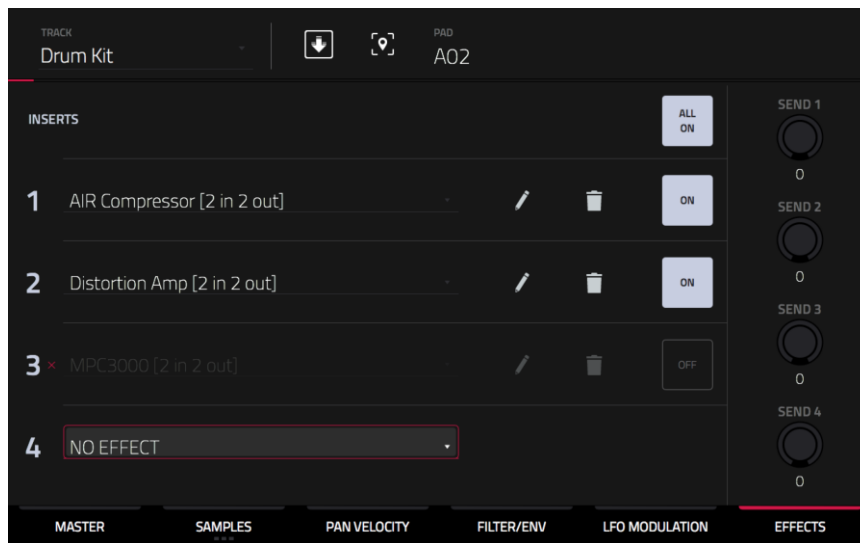 TRACK
Drum Kit
PAD
A02
INSERTS
ALL
ON
1 AIR Compressor [2 in 2 out] ON
2 Distortion Amp [2 in 2 out] ON
3 × MPC3000 [2 in 2 out] OFF
4 NO EFFECT
SEND 1
0
SEND 2
0
SEND 3
0
SEND 4
0
MASTER SAMPLES PAN VELOCITY FILTER/ENV LFO MODULATION EFFECTS